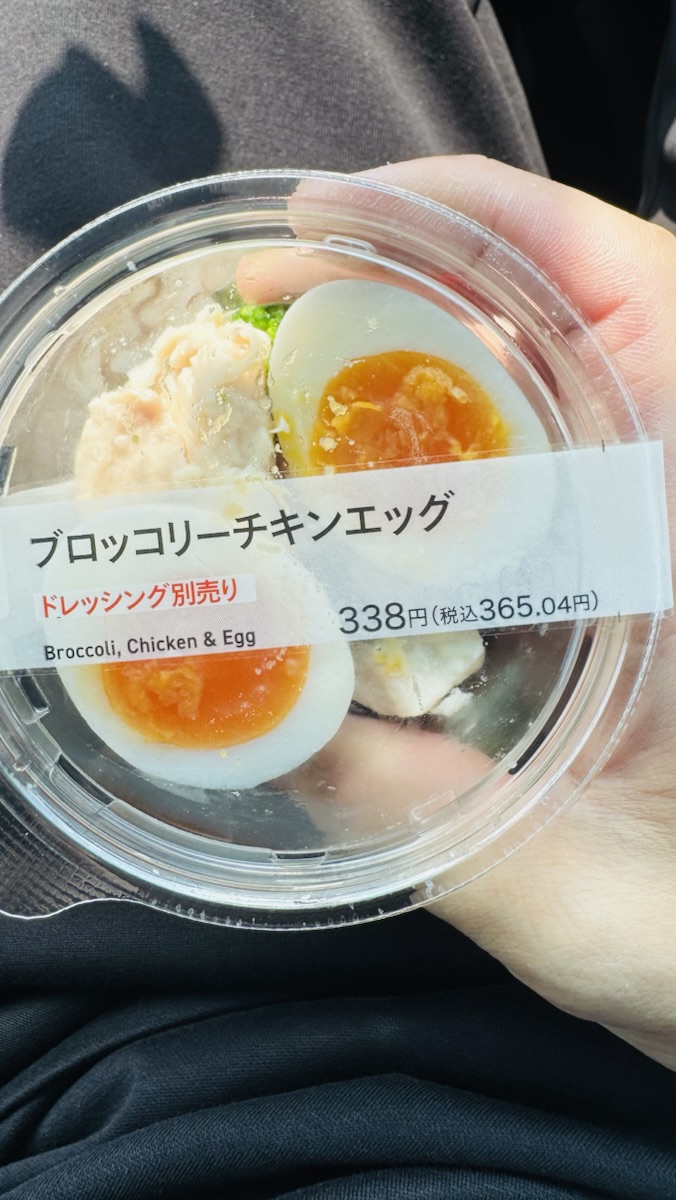 ブロッコリーチキンエッグ
ドレッシング別売り
338円(税込365.04円)
Broccoli, Chicken & Egg